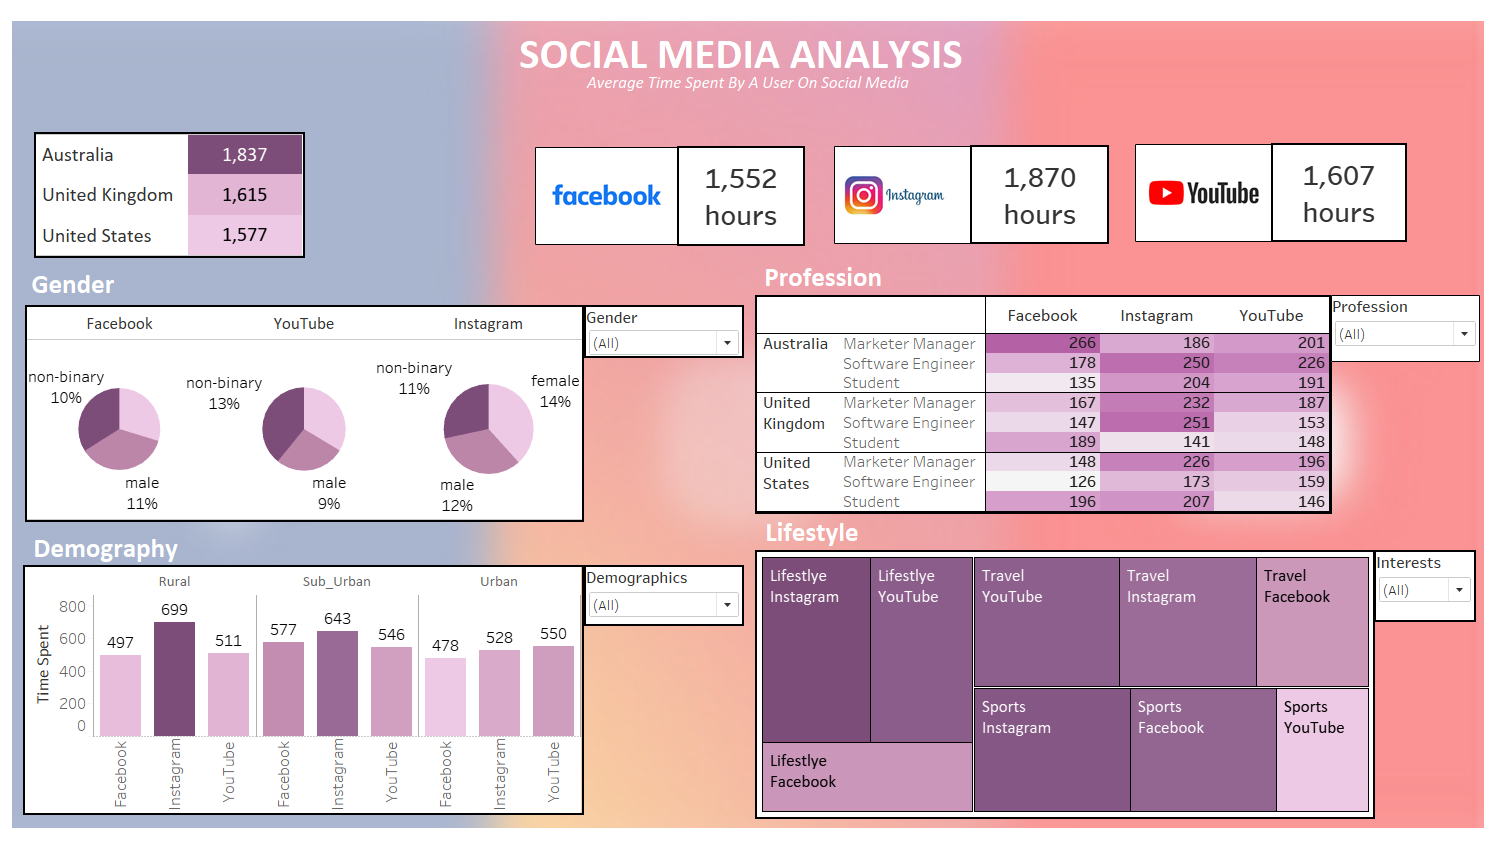 SOCIAL MEDIA ANALYSIS
Average Time Spent By A User On Social Media
Australia 1,837
United Kingdom 1,615
United States 1,577
facebook
1,552
hours
Instagram
1,870
hours
YouTube
1,607
hours
Gender
Facebook YouTube Instagram
non-binary
10%
male
11%
non-binary
13%
male
9%
non-binary
11%
female
14%
male
12%
Gender
(All)
Profession
Facebook Instagram YouTube
Australia Marketer Manager 266 186 201
Software Engineer 178 250 226
Student 135 204 191
United Marketer Manager 167 232 187
Kingdom Software Engineer 147 251 153
Student 189 141 148
United Marketer Manager 148 226 196
States Software Engineer 126 173 159
Student 196 207 146
Profession
(All)
Demography
Rural Sub_Urban Urban
Time Spent
800
600
400
200
0
497 699 511 577 643 546 478 528 550
Facebook Instagram YouTube Facebook Instagram YouTube Facebook Instagram YouTube
Demographics
(All)
Lifestyle
Lifestlye
Instagram
Lifestlye
YouTube
Lifestlye
Facebook
Travel
YouTube
Travel
Instagram
Travel
Facebook
Sports
Instagram
Sports
Facebook
Sports
YouTube
Interests
(All)